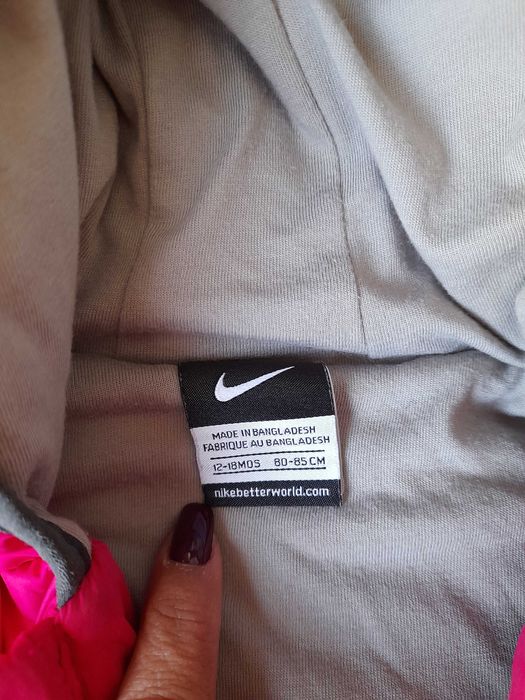 MADE IN BANGLADESH
FABRIQUE AU BANGLADESH
12-18MOS 80-85CM
nikebetterworld.com